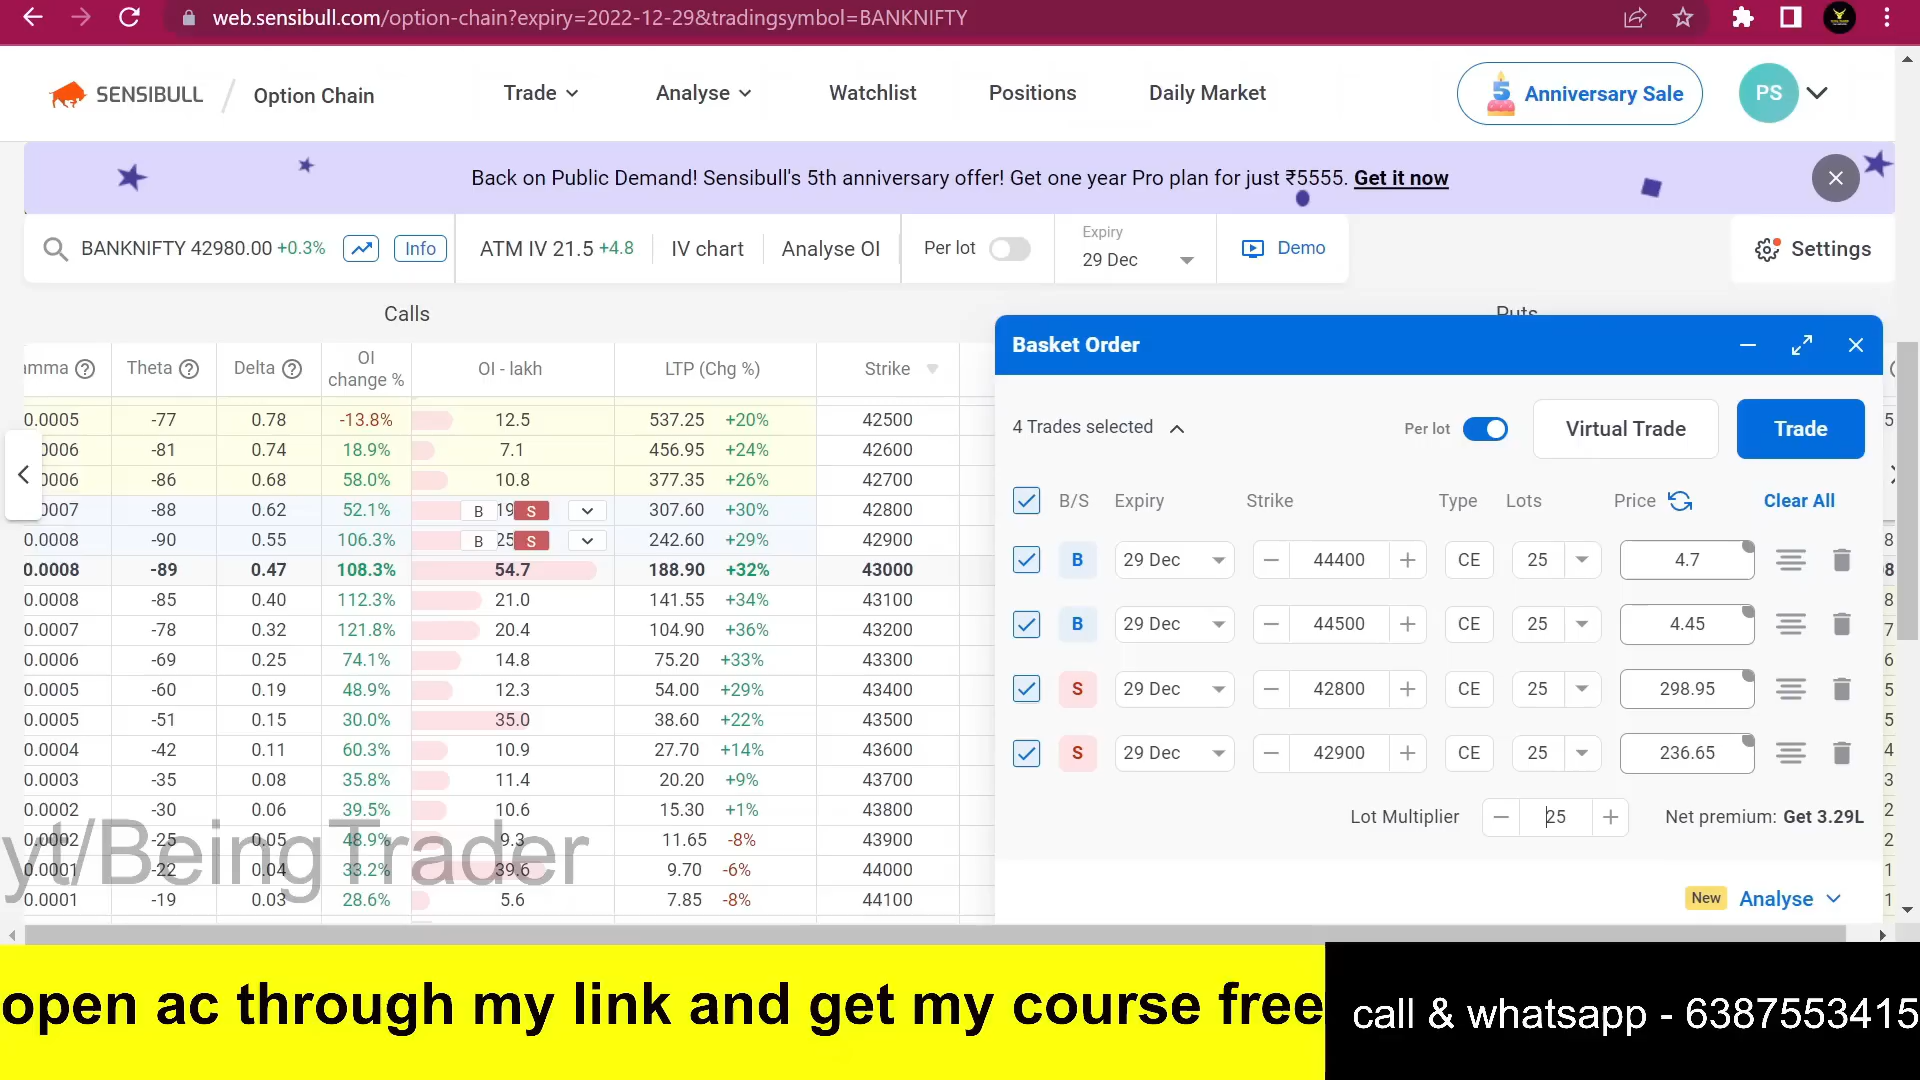 web.sensibull.com/option-chain?expiry=2022-12-29&tradingsymbol=BANKNIFTY
SENSIBULL / Option Chain Trade Analyse Watchlist Positions Daily Market 5 Anniversary Sale PS
Back on Public Demand! Sensibull's 5th anniversary offer! Get one year Pro plan for just ₹5555. Get it now
BANKNIFTY 42980.00 +0.3% Info ATM IV 21.5 +4.8 IV chart Analyse OI Per lot Expiry 29 Dec Demo Settings
Calls Puts
amma Theta Delta OI change % OI - lakh LTP (Chg %) Strike
0.0005 -77 0.78 -13.8% 12.5 537.25 +20% 42500
0006 -81 0.74 18.9% 7.1 456.95 +24% 42600
0006 -86 0.68 58.0% 10.8 377.35 +26% 42700
0007 -88 0.62 52.1% B 19 S 307.60 +30% 42800
0008 -90 0.55 106.3% B 25 S 242.60 +29% 42900
0.0008 -89 0.47 108.3% 54.7 188.90 +32% 43000
0.0008 -85 0.40 112.3% 21.0 141.55 +34% 43100
0.0007 -78 0.32 121.8% 20.4 104.90 +36% 43200
0.0006 -69 0.25 74.1% 14.8 75.20 +33% 43300
0.0005 -60 0.19 48.9% 12.3 54.00 +29% 43400
0.0005 -51 0.15 30.0% 35.0 38.60 +22% 43500
0.0004 -42 0.11 60.3% 10.9 27.70 +14% 43600
0.0003 -35 0.08 35.8% 11.4 20.20 +9% 43700
0.0002 -30 0.06 39.5% 10.6 15.30 +1% 43800
0.0002 -25 0.05 48.9% 9.3 11.65 -8% 43900
0.0001 -22 0.04 33.2% 39.6 9.70 -6% 44000
0.0001 -19 0.03 28.6% 5.6 7.85 -8% 44100
yt/BeingTrader
Basket Order
4 Trades selected Per lot Virtual Trade Trade
B/S Expiry Strike Type Lots Price Clear All
B 29 Dec 44400 CE 25 4.7
B 29 Dec 44500 CE 25 4.45
S 29 Dec 42800 CE 25 298.95
S 29 Dec 42900 CE 25 236.65
Lot Multiplier 25 Net premium: Get 3.29L
New Analyse
open ac through my link and get my course free
call & whatsapp - 6387553415